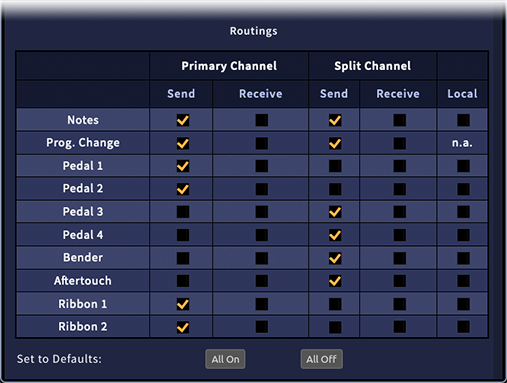 Routings
Primary Channel Split Channel
Send Receive Send Receive Local
Notes
Prog. Change n.a.
Pedal 1
Pedal 2
Pedal 3
Pedal 4
Bender
Aftertouch
Ribbon 1
Ribbon 2
Set to Defaults: All On All Off